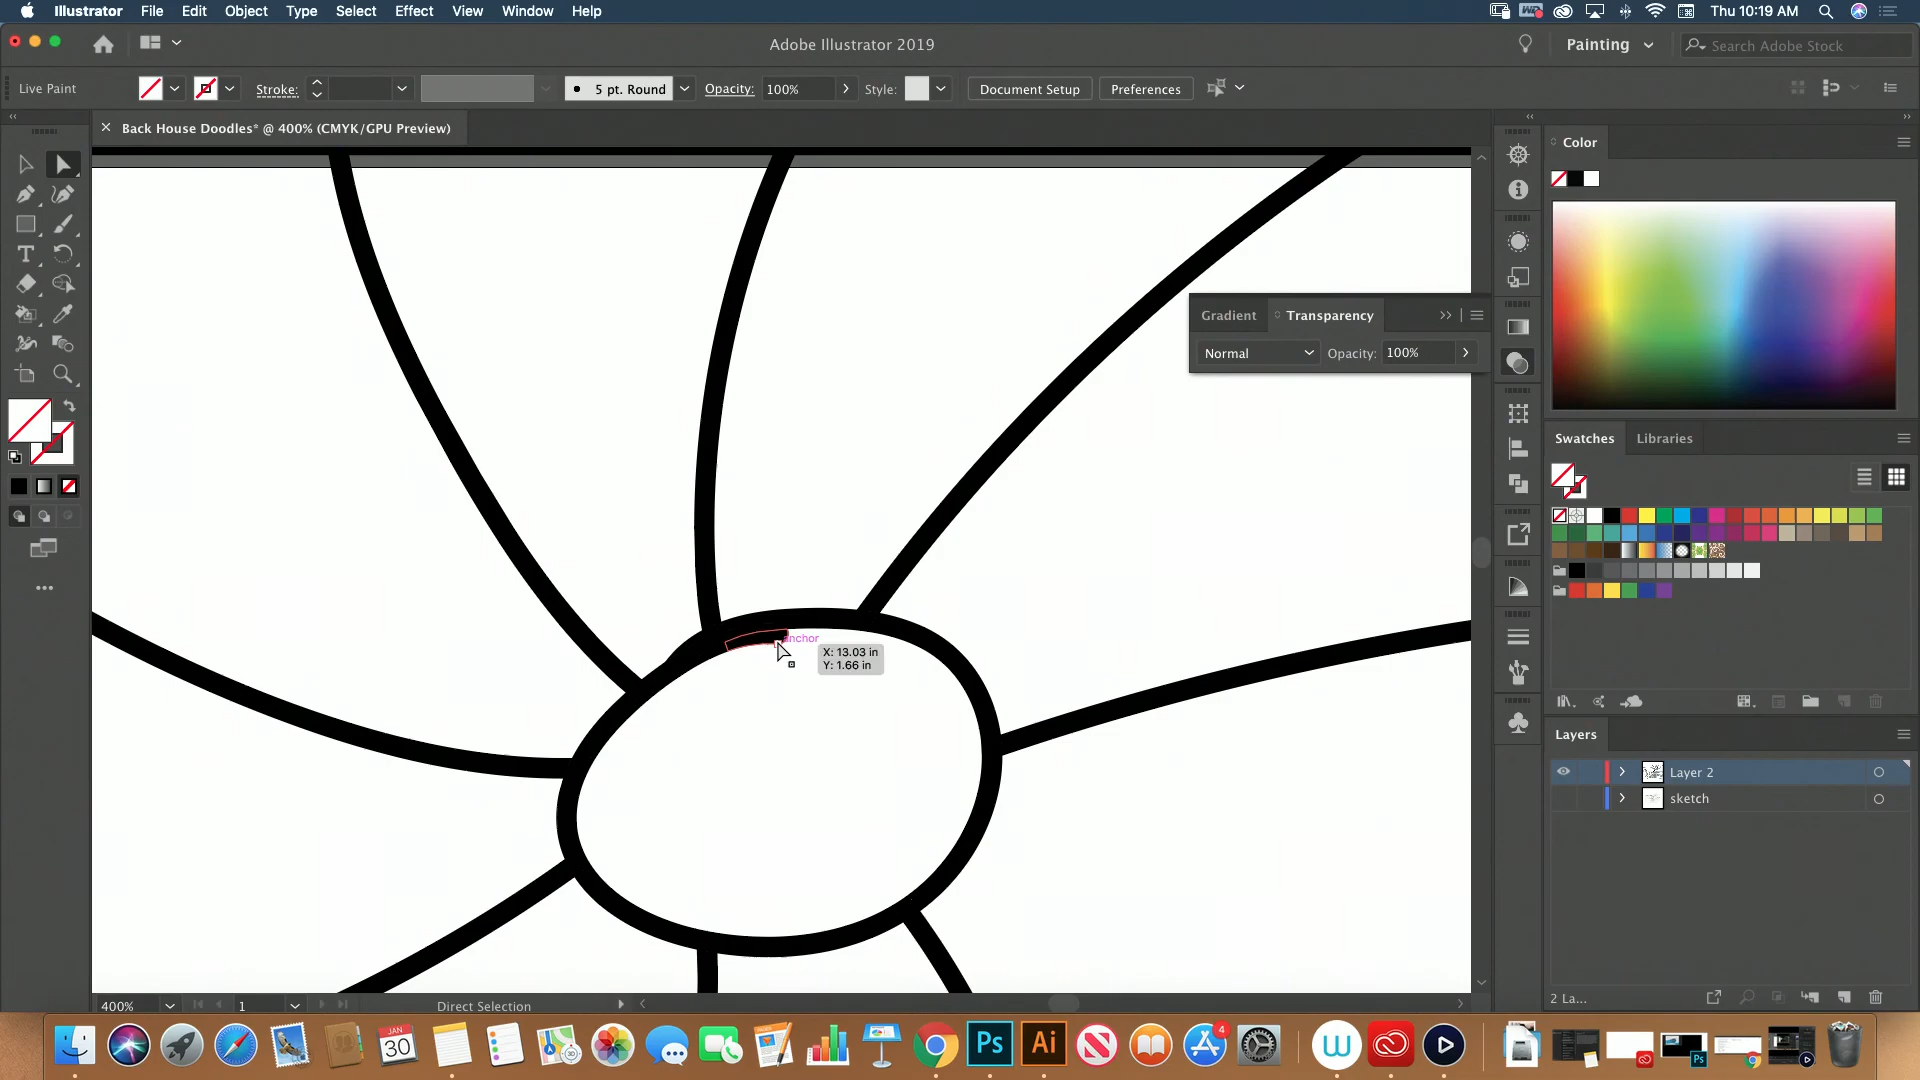 Illustrator File Edit Object Type Select Effect View Window Help
Thu 10:19 AM
Adobe Illustrator 2019
Painting
Search Adobe Stock
Live Paint
Stroke:
5 pt. Round
Opacity: 100%
Style:
Document Setup
Preferences
Back House Doodles* @ 400% (CMYK/GPU Preview)
Color
Gradient
Transparency
Normal
Opacity: 100%
Swatches
Libraries
anchor
X: 13.03 in
Y: 1.66 in
Layers
Layer 2
sketch
2 La...
400%
1
Direct Selection
JAN
30
Ps
Ai
4